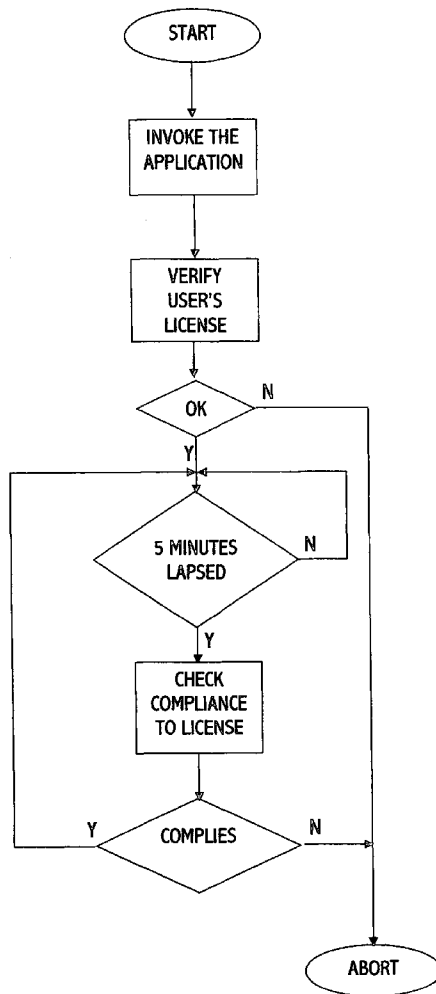 START
INVOKE THE
APPLICATION
VERIFY
USER'S
LICENSE
OK
N
Y
5 MINUTES
LAPSED
N
Y
CHECK
COMPLIANCE
TO LICENSE
Y
COMPLIES
N
ABORT